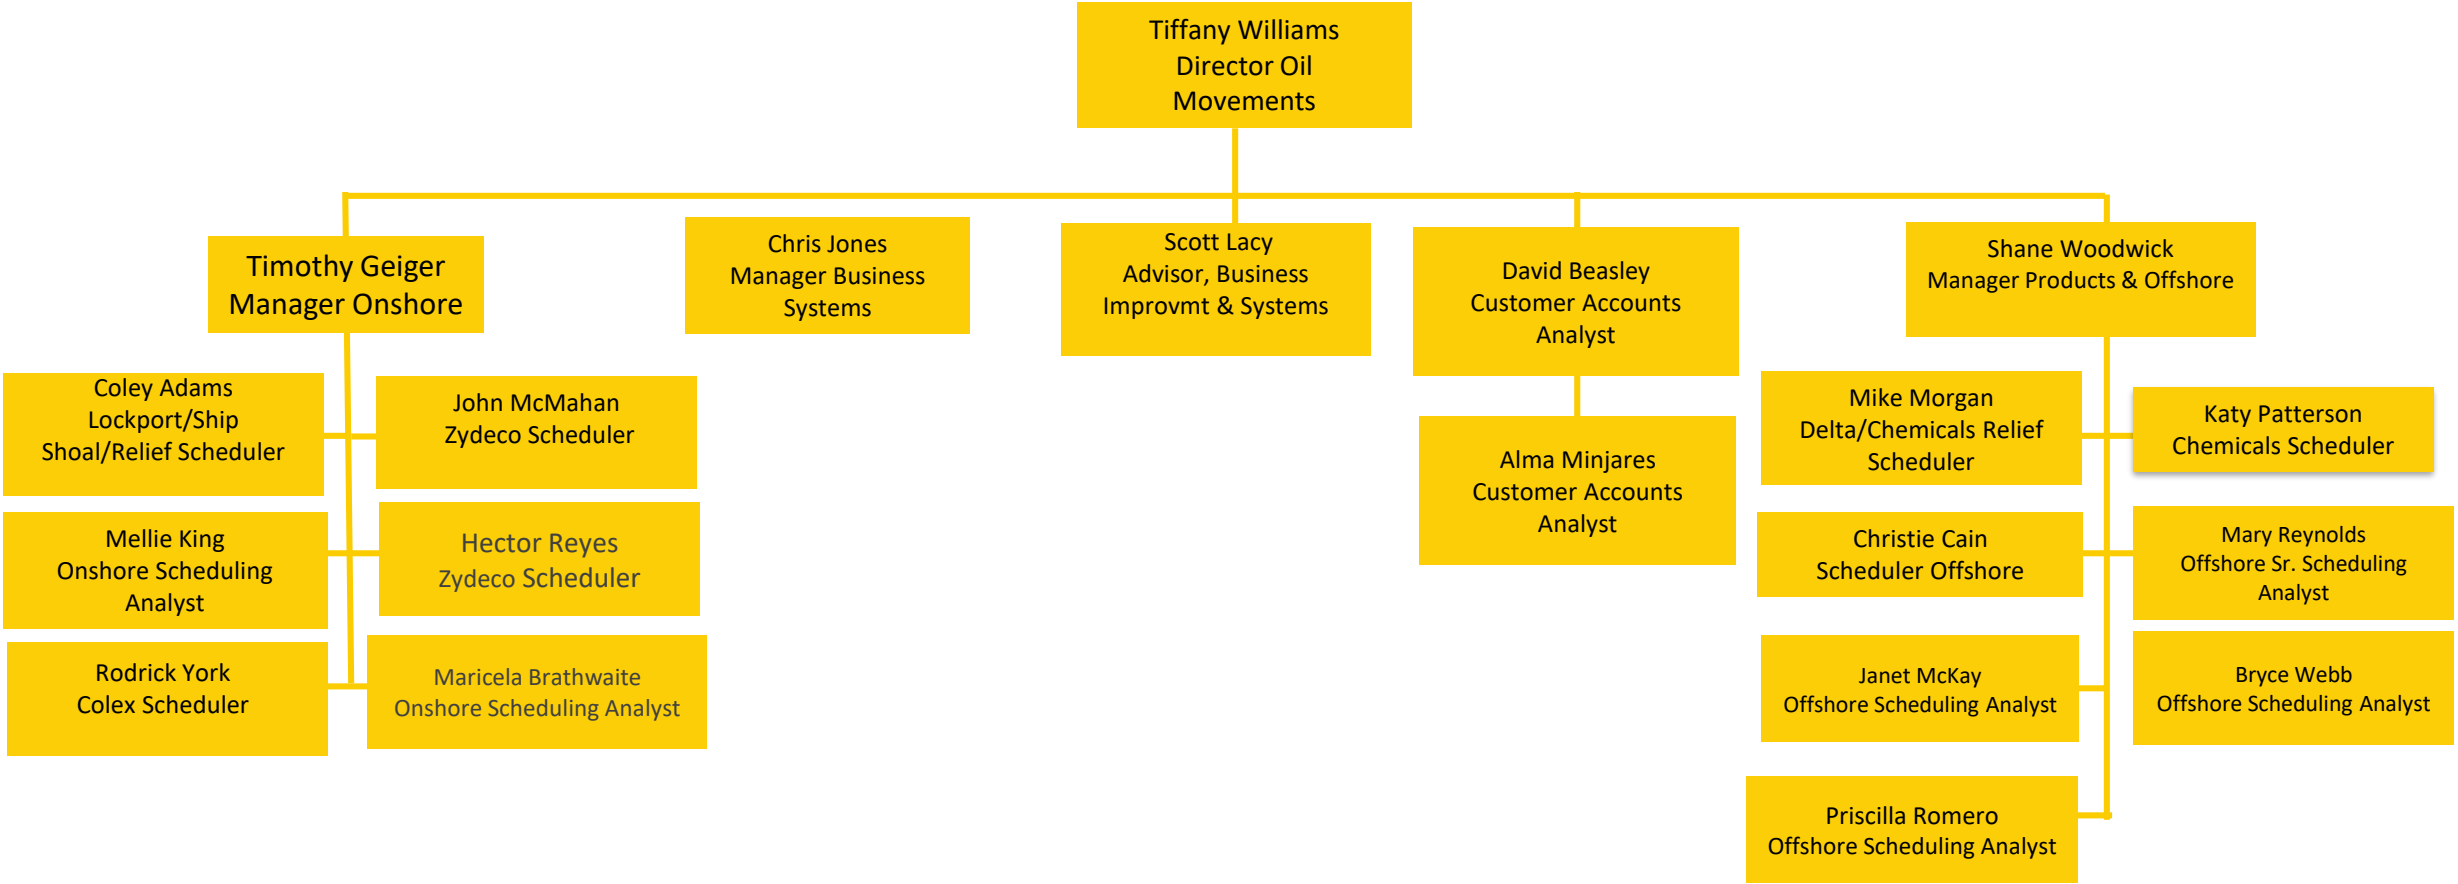 Tiffany Williams
Director Oil
Movements
Timothy Geiger
Manager Onshore
Chris Jones
Manager Business
Systems
Scott Lacy
Advisor, Business
Improvmt & Systems
David Beasley
Customer Accounts
Analyst
Shane Woodwick
Manager Products & Offshore
Coley Adams
Lockport/Ship
Shoal/Relief Scheduler
John McMahan
Zydeco Scheduler
Mellie King
Onshore Scheduling
Analyst
Hector Reyes
Zydeco Scheduler
Rodrick York
Colex Scheduler
Maricela Brathwaite
Onshore Scheduling Analyst
Alma Minjares
Customer Accounts
Analyst
Mike Morgan
Delta/Chemicals Relief
Scheduler
Katy Patterson
Chemicals Scheduler
Christie Cain
Scheduler Offshore
Mary Reynolds
Offshore Sr. Scheduling
Analyst
Janet McKay
Offshore Scheduling Analyst
Bryce Webb
Offshore Scheduling Analyst
Priscilla Romero
Offshore Scheduling Analyst